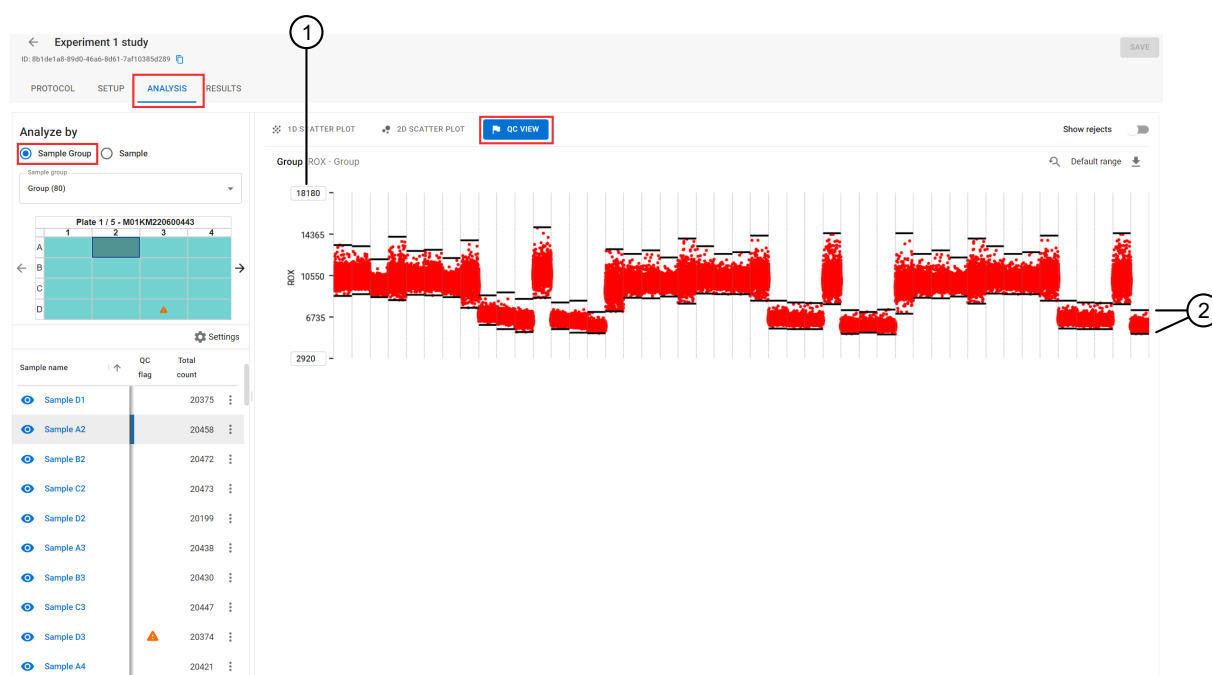 1
Experiment 1 study
SAVE
ID: 8b1de1a8-89d0-46a6-8d61-7af10385d289
PROTOCOL SETUP ANALYSIS RESULTS
Analyze by
Sample Group Sample
Sample group
Group (80)
Plate 1 / 5 - M01KM220600443
1 2 3 4
A
B
C
D
Settings
Sample name QC flag Total count
Sample D1 20375
Sample A2 20458
Sample B2 20472
Sample C2 20473
Sample D2 20199
Sample A3 20438
Sample B3 20430
Sample C3 20447
Sample D3 20374
Sample A4 20421
1D SCATTER PLOT 2D SCATTER PLOT QC VIEW
Show rejects
Group ROX - Group
Default range
18180
14365
10550
6735
2920
ROX
2